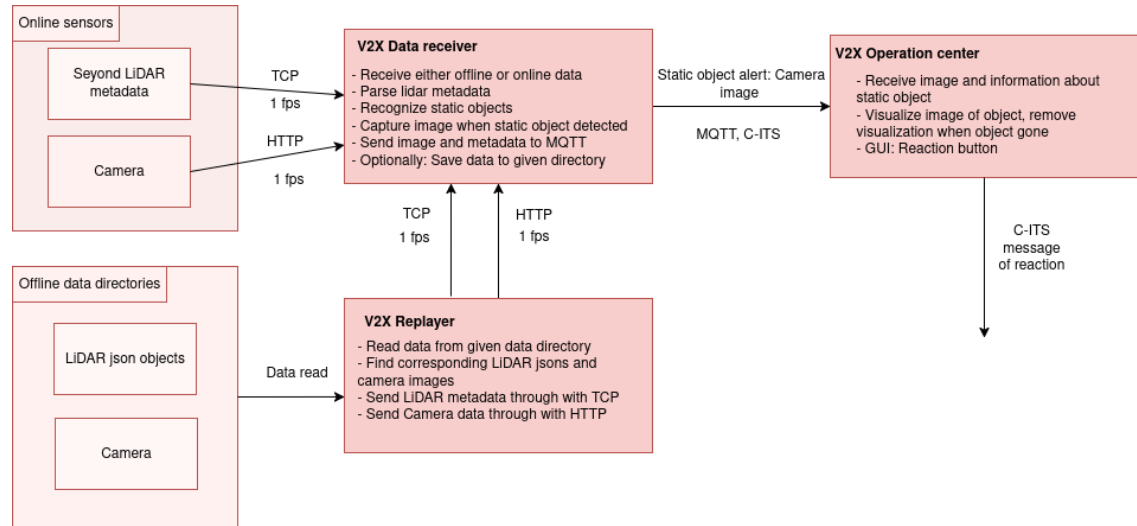 Online sensors
Seyond LiDAR
metadata
Camera
TCP
1 fps
HTTP
1 fps
V2X Data receiver
- Receive either offline or online data
- Parse lidar metadata
- Recognize static objects
- Capture image when static object detected
- Send image and metadata to MQTT
- Optionally: Save data to given directory
Static object alert: Camera
image
MQTT, C-ITS
V2X Operation center
- Receive image and information about
static object
- Visualize image of object, remove
visualization when object gone
- GUI: Reaction button
TCP
1 fps
HTTP
1 fps
C-ITS
message
of reaction
Offline data directories
LiDAR json objects
Camera
Data read
V2X Replayer
- Read data from given data directory
- Find corresponding LiDAR jsons and
camera images
- Send LiDAR metadata through with TCP
- Send Camera data through with HTTP